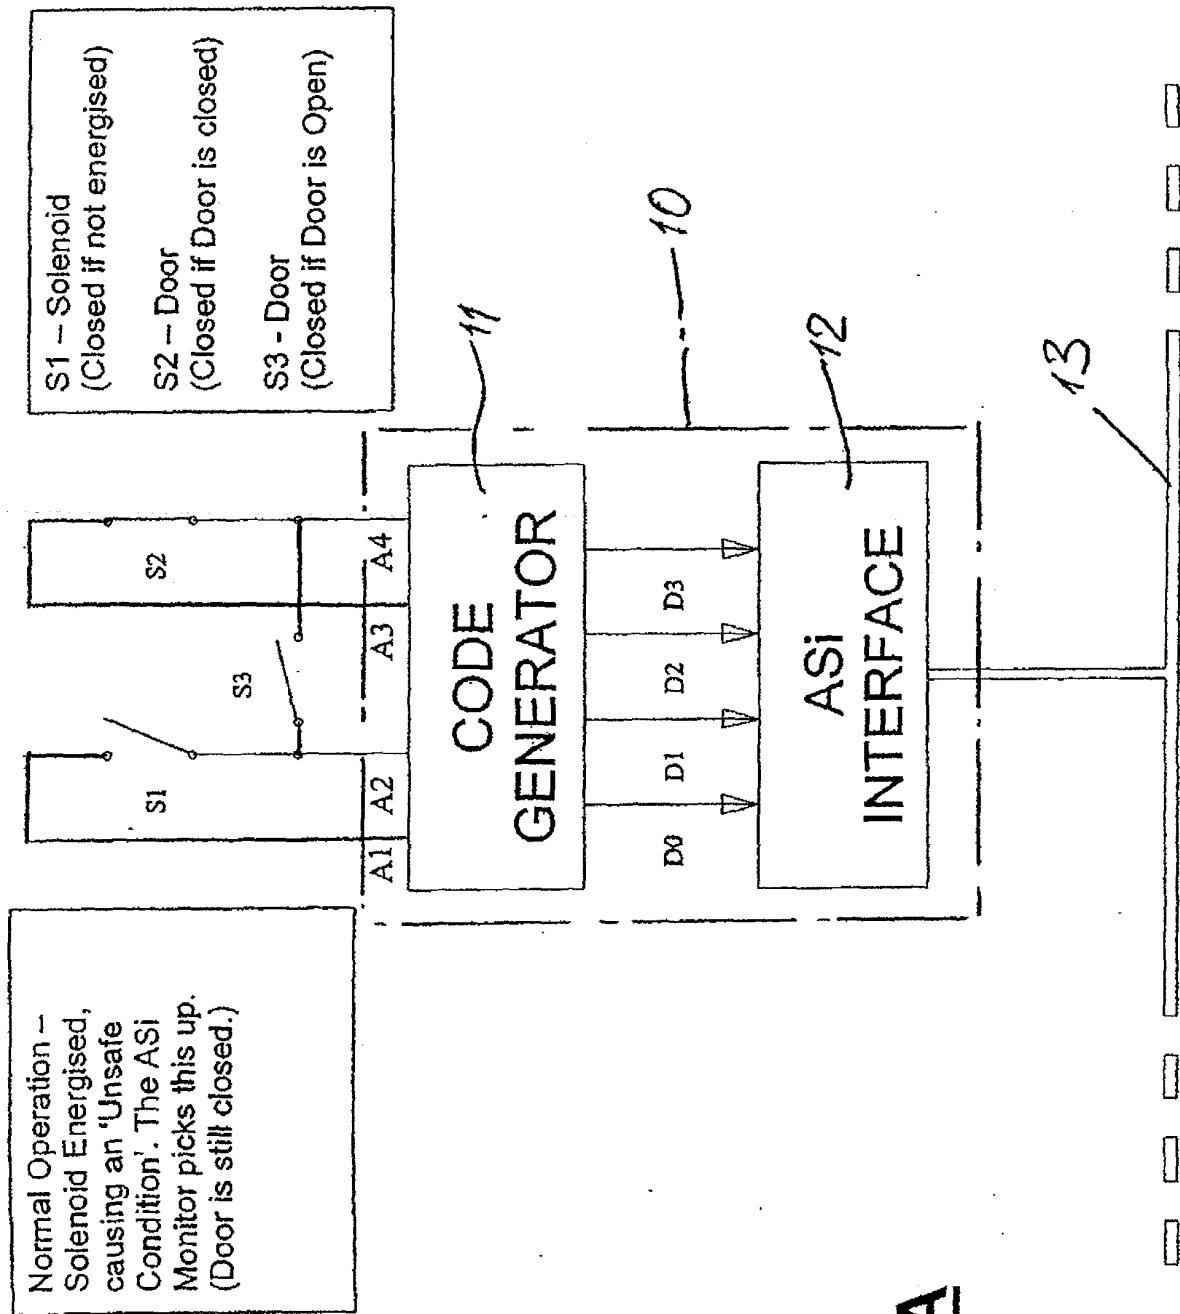 Normal Operation –
Solenoid Energised,
causing an 'Unsafe
Condition'. The ASi
Monitor picks this up.
(Door is still closed.)
S1 – Solenoid
(Closed if not energised)
S2 – Door
(Closed if Door is closed)
S3 - Door
(Closed if Door is Open)
S1
S3
S2
A1
A2
A3
A4
CODE
GENERATOR
11
10
D0
D1
D2
D3
ASi
INTERFACE
12
13
A